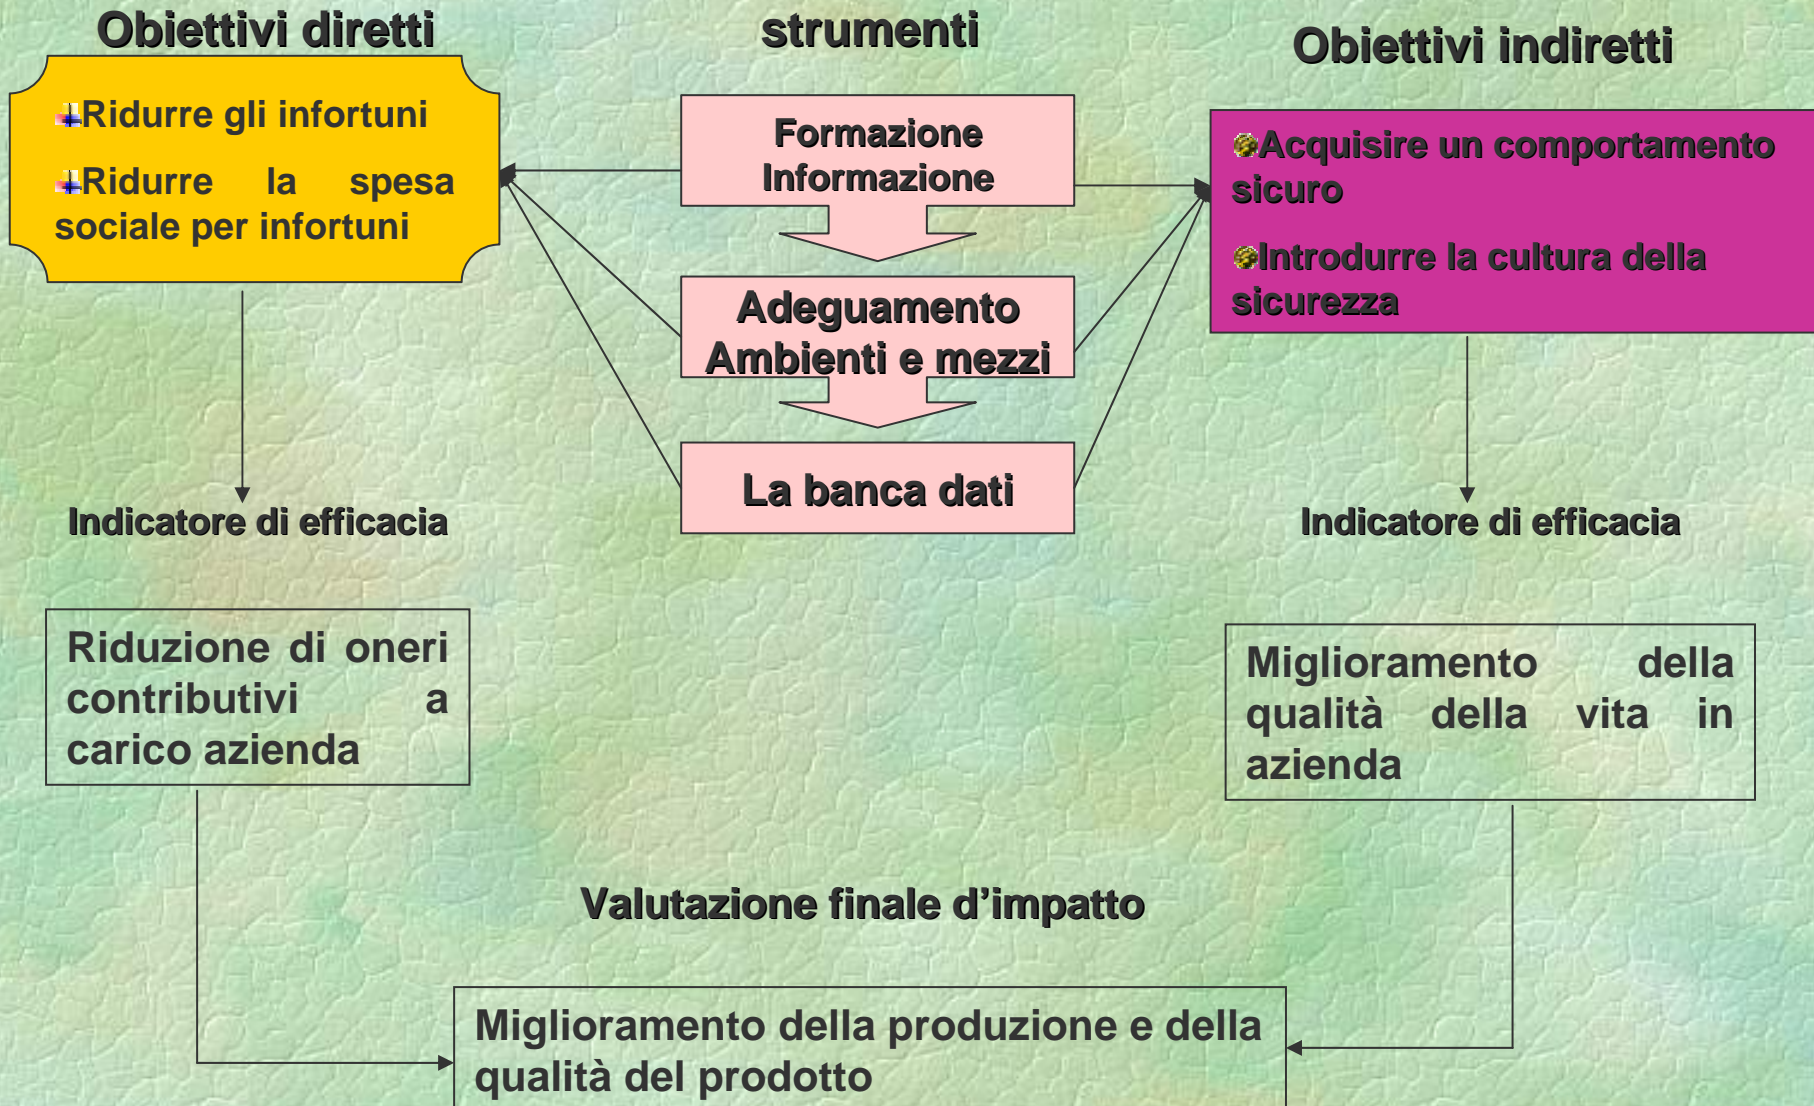 Obiettivi diretti
strumenti
Obiettivi indiretti
Ridurre gli infortuni
Ridurre la spesa
sociale per infortuni
Formazione
Informazione
Adeguamento
Ambienti e mezzi
La banca dati
Acquisire un comportamento
sicuro
Introdurre la cultura della
sicurezza
Indicatore di efficacia
Indicatore di efficacia
Riduzione di oneri
contributivi a
carico azienda
Miglioramento della
qualità della vita in
azienda
Valutazione finale d’impatto
Miglioramento della produzione e della
qualità del prodotto